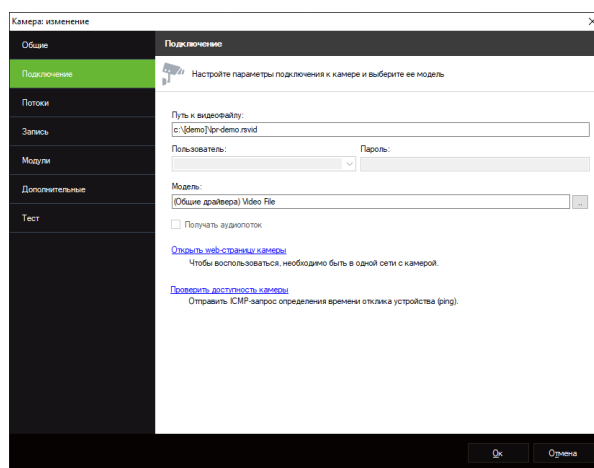 Камера: изменение
Общие
Подключение
Потоки
Запись
Модули
Дополнительные
Тест
Подключение
Настройте параметры подключения к камере и выберите ее модель
Путь к видеофайлу:
c:\[demo]\lpr-demo.rsvid
Пользователь: Пароль:
Модель:
(Общие драйвера) Video File ..
Получать аудиопоток
Открыть web-страницу камеры
Чтобы воспользоваться, необходимо быть в одной сети с камерой.
Проверить доступность камеры
Отправить ICMP-запрос определения времени отклика устройства (ping).
Ок Отмена